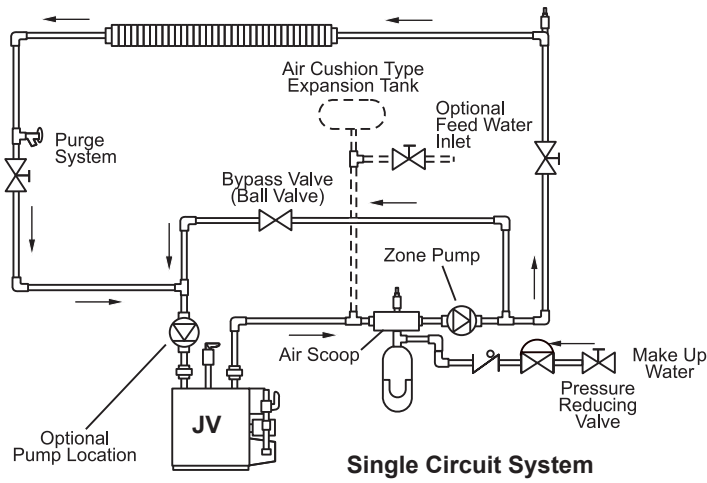 Air Cushion Type
Expansion Tank
Optional
Feed Water
Inlet
Purge
System
Bypass Valve
(Ball Valve)
Zone Pump
Air Scoop
Make Up
Water
Pressure
Reducing
Valve
JV
Optional
Pump Location
Single Circuit System